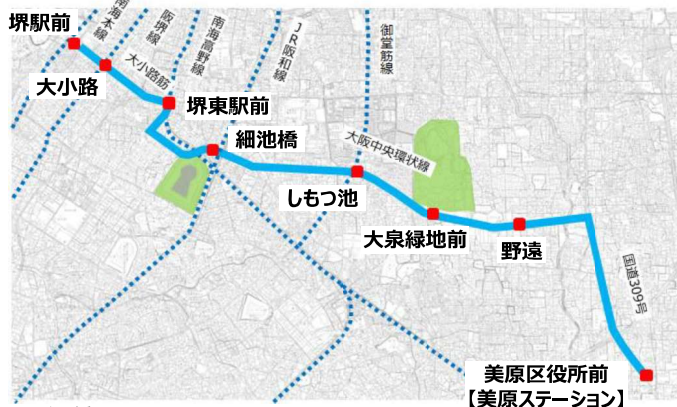 堺駅前
南海本線
阪堺線
南海高野線
JR阪和線
御堂筋線
大小路
大小路筋
堺東駅前
細池橋
大阪中央環状線
しもつ池
大泉緑地前
野遠
国道309号
美原区役所前
【美原ステーション】